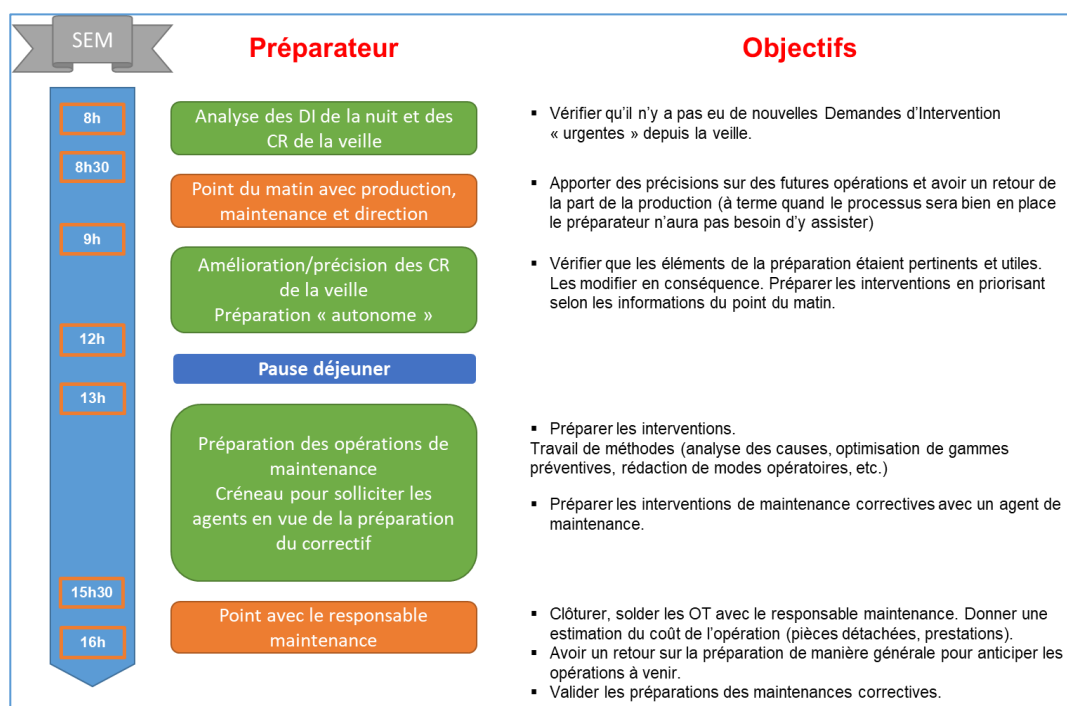 SEM
Préparateur
Objectifs
8h
Analyse des DI de la nuit et des
CR de la veille
▪ Vérifier qu'il n'y a pas eu de nouvelles Demandes d'Intervention
« urgentes » depuis la veille.
8h30
Point du matin avec production,
maintenance et direction
▪ Apporter des précisions sur des futures opérations et avoir un retour de
la part de la production (à terme quand le processus sera bien en place
le préparateur n'aura pas besoin d'y assister)
9h
Amélioration/précision des CR
de la veille
Préparation « autonome »
▪ Vérifier que les éléments de la préparation étaient pertinents et utiles.
Les modifier en conséquence. Préparer les interventions en priorisant
selon les informations du point du matin.
12h
Pause déjeuner
13h
Préparation des opérations de
maintenance
Créneau pour solliciter les
agents en vue de la préparation
du correctif
▪ Préparer les interventions.
Travail de méthodes (analyse des causes, optimisation de gammes
préventives, rédaction de modes opératoires, etc.)
▪ Préparer les interventions de maintenance correctives avec un agent de
maintenance.
15h30
Point avec le responsable
maintenance
16h
▪ Clôturer, solder les OT avec le responsable maintenance. Donner une
estimation du coût de l'opération (pièces détachées, prestations).
▪ Avoir un retour sur la préparation de manière générale pour anticiper les
opérations à venir.
▪ Valider les préparations des maintenances correctives.